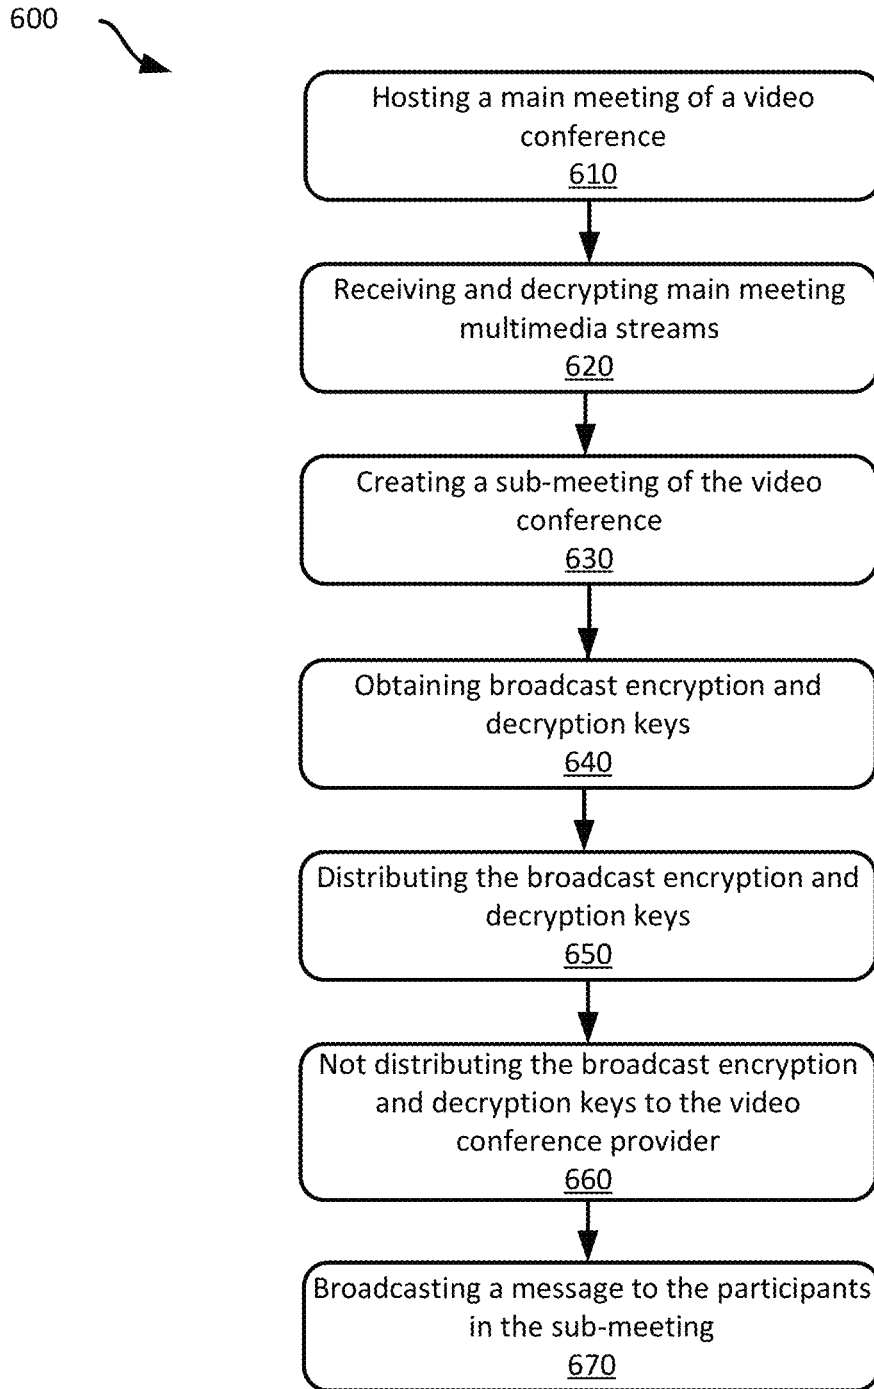 600
Hosting a main meeting of a video
conference
610
Receiving and decrypting main meeting
multimedia streams
620
Creating a sub-meeting of the video
conference
630
Obtaining broadcast encryption and
decryption keys
640
Distributing the broadcast encryption and
decryption keys
650
Not distributing the broadcast encryption
and decryption keys to the video
conference provider
660
Broadcasting a message to the participants
in the sub-meeting
670